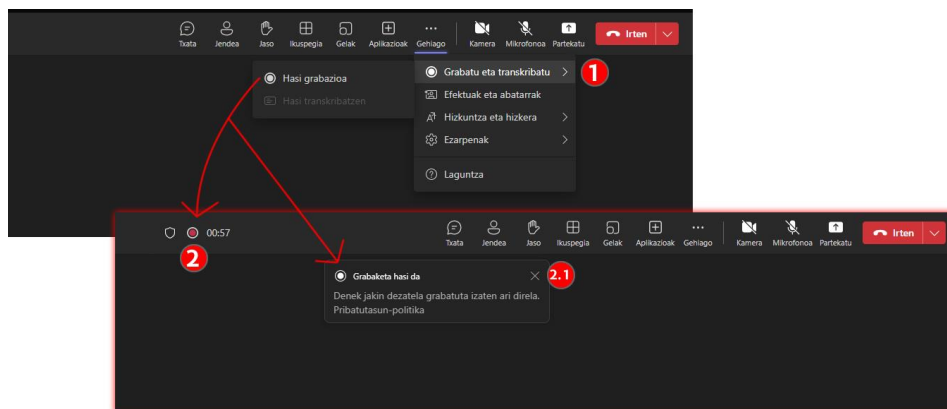 Txata Jendea Jaso Ikuspegia Gelak Aplikazioak Gehiago Kamera Mikrofonoa Partekatu Irten
Hasi grabazioa
Hasi transkribatzen
Grabatu eta transkribatu 1
Efektuak eta abatarrak
Hizkuntza eta hizkera
Ezarpenak
Laguntza
00:57
2
Txata Jendea Jaso Ikuspegia Gelak Aplikazioak Gehiago Kamera Mikrofonoa Partekatu Irten
Grabaketa hasi da 2.1
Denek jakin dezatela grabatuta izaten ari direla.
Pribatutasun-politika